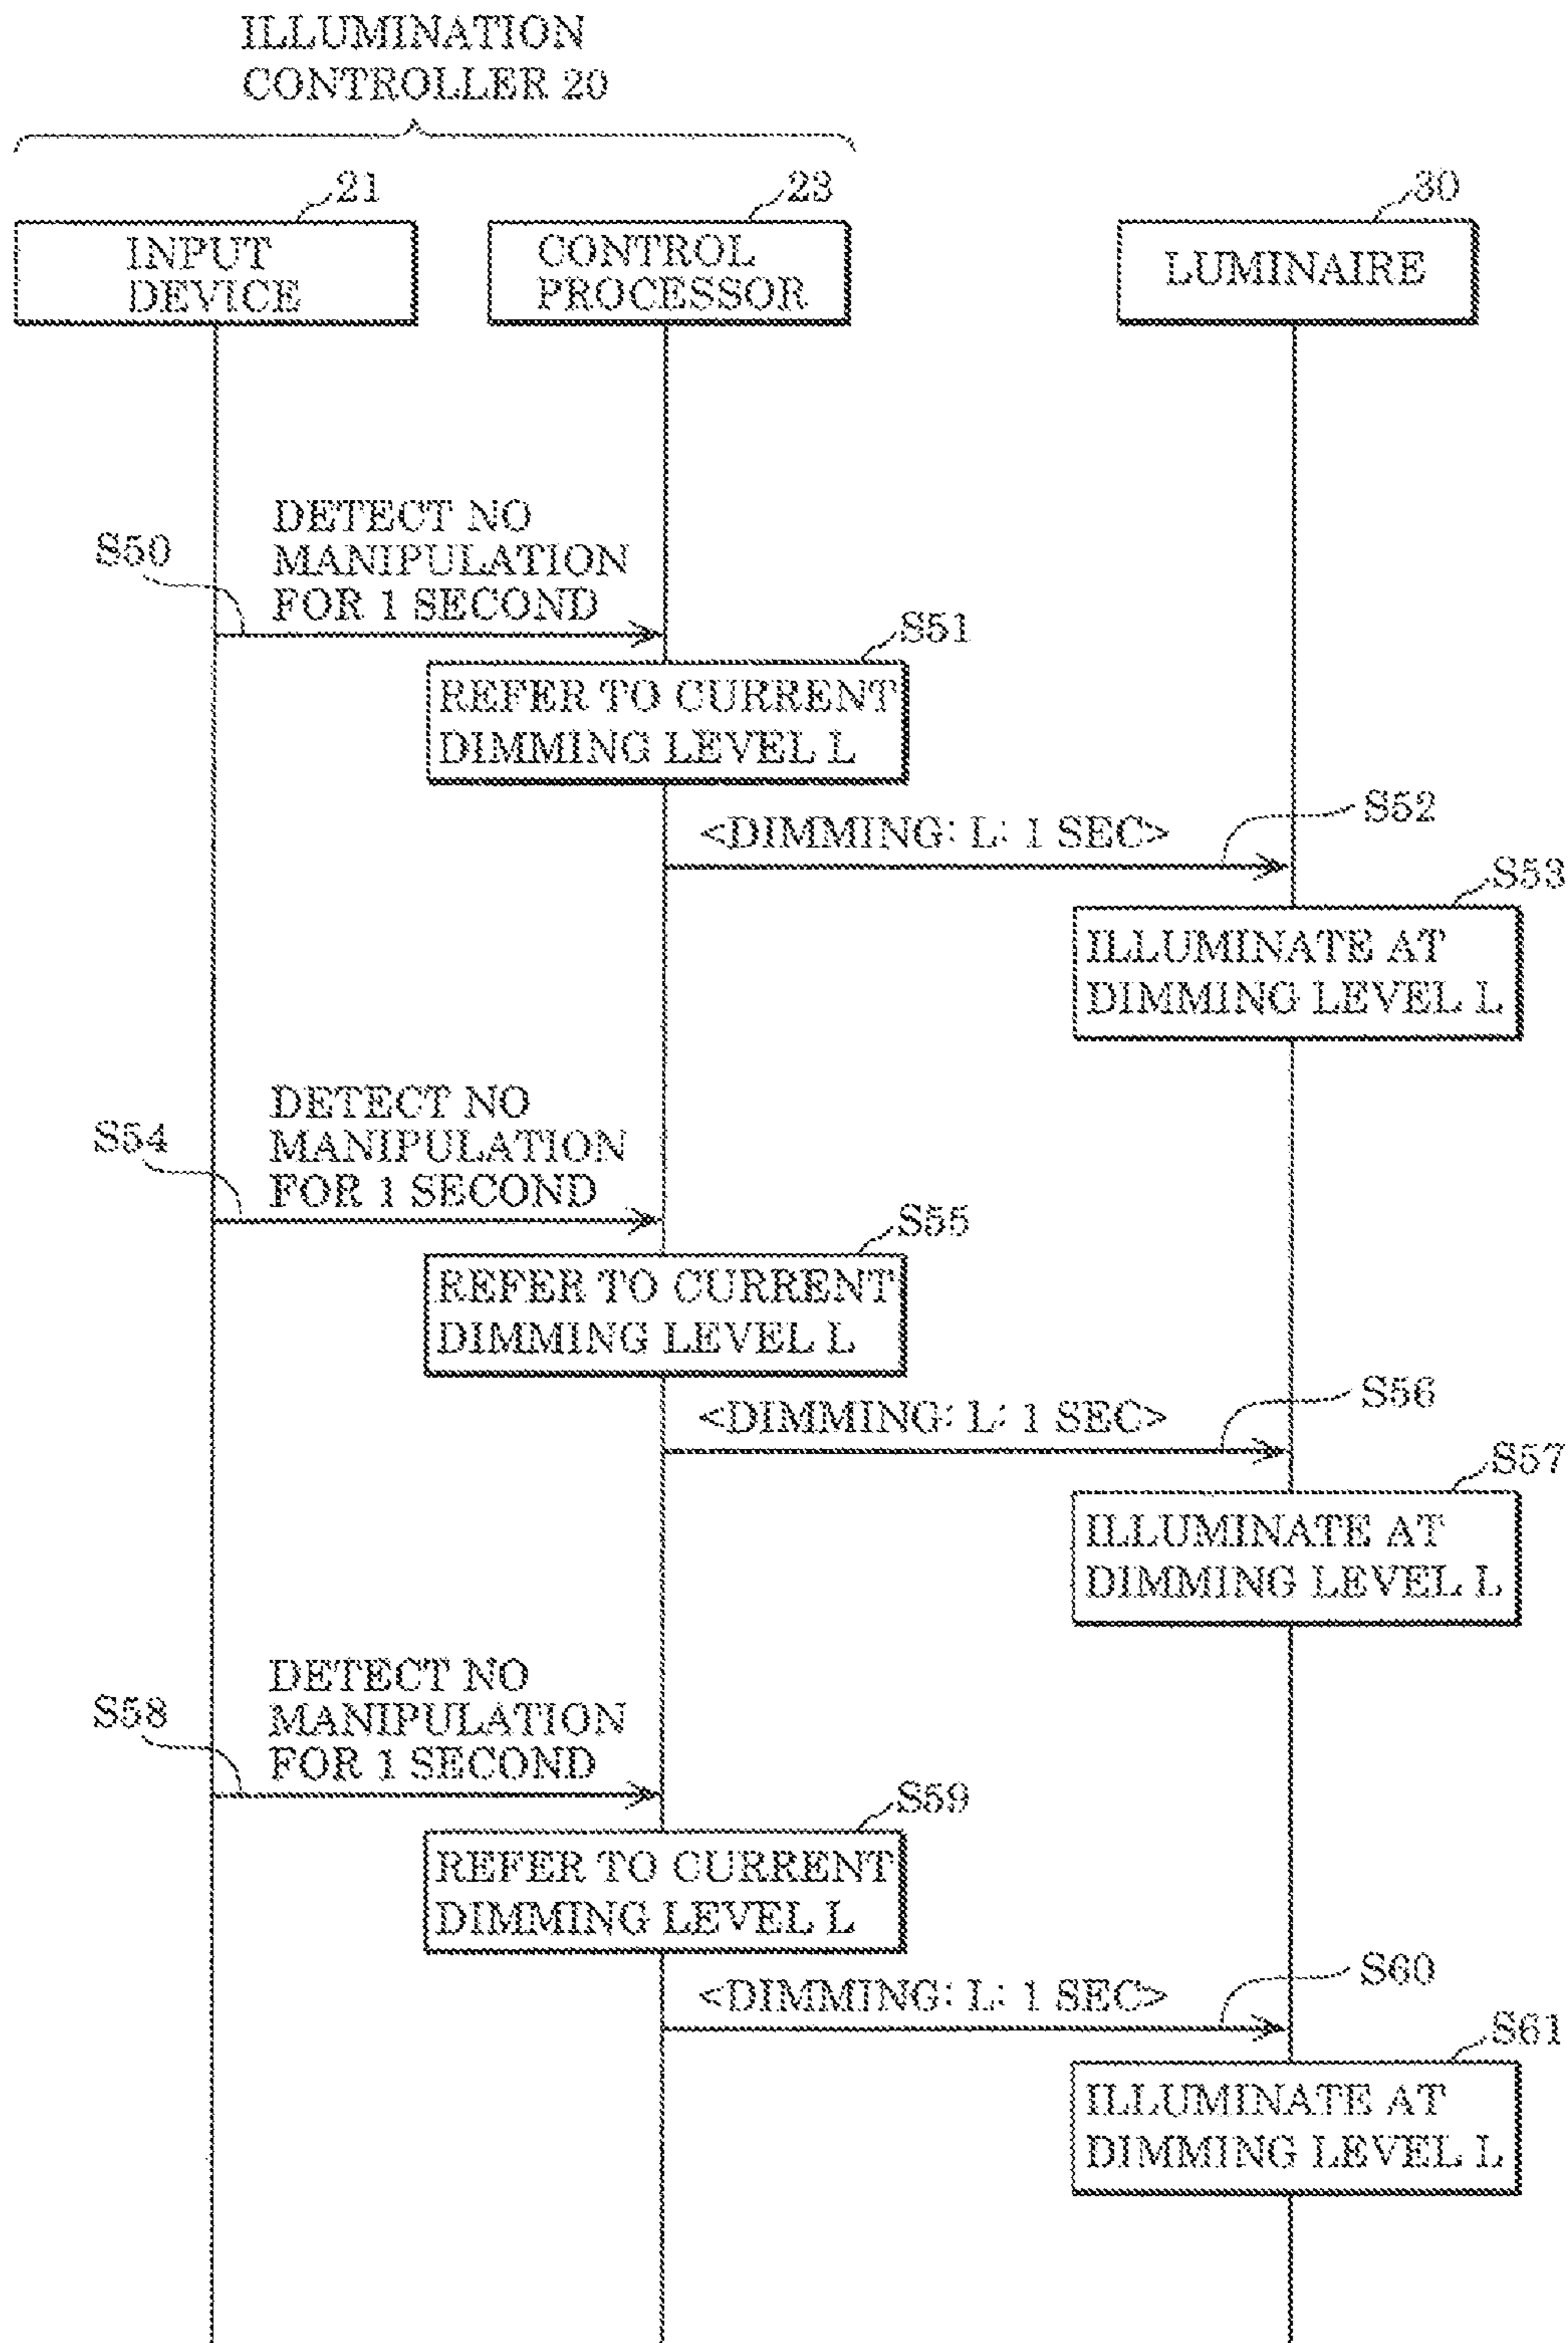 ILLUMINATION
CONTROLLER 20
21
23
30
INPUT
DEVICE
CONTROL
PROCESSOR
LUMINAIRE
DETECT NO
MANIPULATION
FOR 1 SECOND
S50
S51
REFER TO CURRENT
DIMMING LEVEL L
<DIMMING: L: 1 SEC>
S52
S53
ILLUMINATE AT
DIMMING LEVEL L
DETECT NO
MANIPULATION
FOR 1 SECOND
S54
S55
REFER TO CURRENT
DIMMING LEVEL L
<DIMMING: L: 1 SEC>
S56
S57
ILLUMINATE AT
DIMMING LEVEL L
DETECT NO
MANIPULATION
FOR 1 SECOND
S58
S59
REFER TO CURRENT
DIMMING LEVEL L
<DIMMING: L: 1 SEC>
S60
S61
ILLUMINATE AT
DIMMING LEVEL L